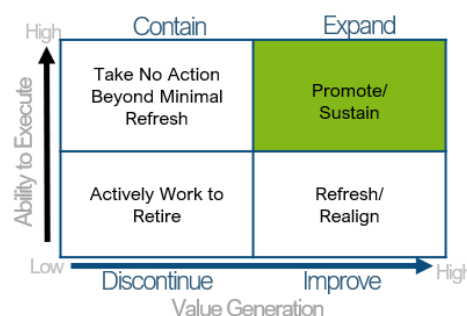 Contain
Expand
High
Take No Action
Beyond Minimal
Refresh
Promote/
Sustain
Ability to Execute
Actively Work to
Retire
Refresh/
Realign
Low
High
Discontinue
Improve
Value Generation